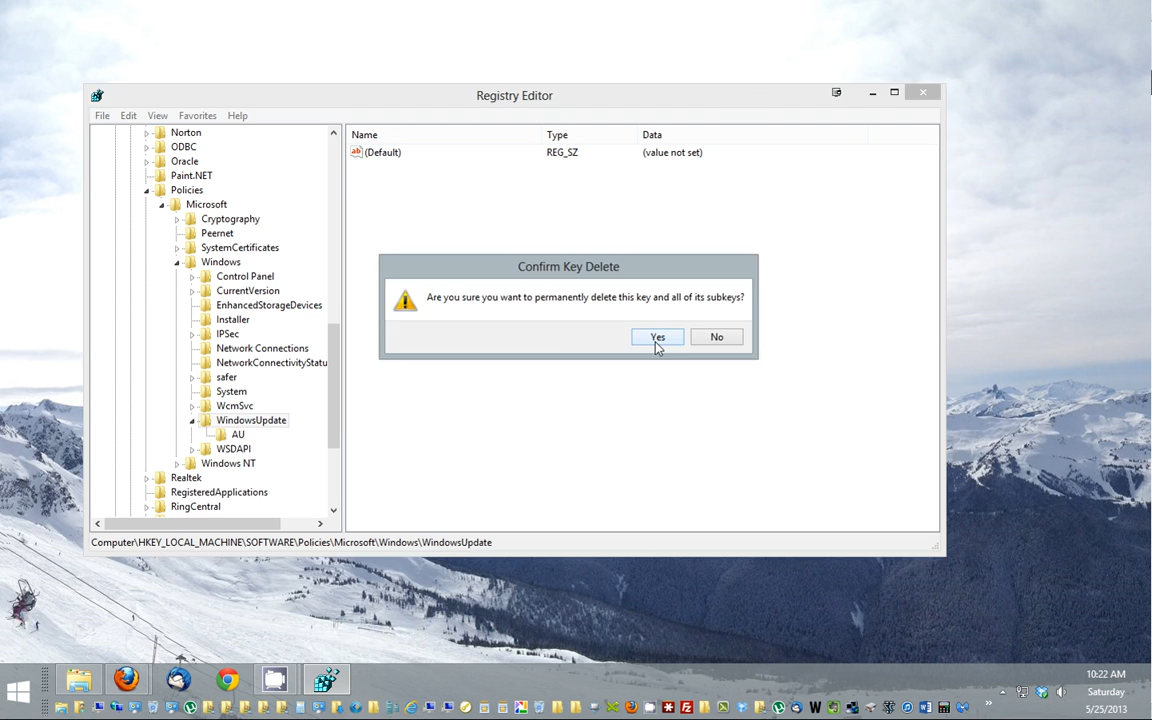 Registry Editor
File Edit View Favorites Help
Norton
ODBC
Oracle
Paint.NET
Policies
Microsoft
Cryptography
Peernet
SystemCertificates
Windows
Control Panel
CurrentVersion
EnhancedStorageDevices
Installer
IPSec
Network Connections
NetworkConnectivityStatu
safer
System
WcmSvc
WindowsUpdate
AU
WSDAPI
Windows NT
Realtek
RegisteredApplications
RingCentral
Name Type Data
ab (Default) REG_SZ (value not set)
Confirm Key Delete
Are you sure you want to permanently delete this key and all of its subkeys?
Yes No
Computer\HKEY_LOCAL_MACHINE\SOFTWARE\Policies\Microsoft\Windows\WindowsUpdate
10:22 AM
Saturday
5/25/2013